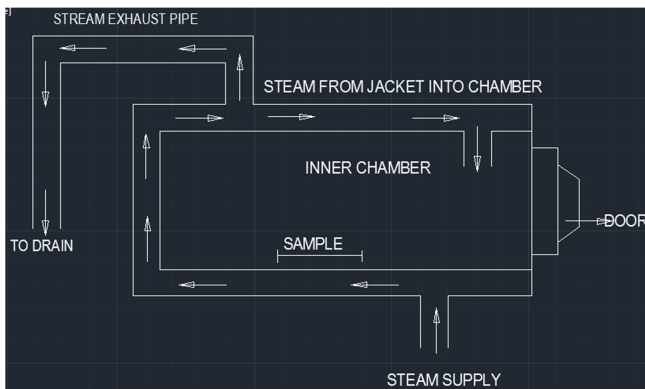 STREAM EXHAUST PIPE
STEAM FROM JACKET INTO CHAMBER
INNER CHAMBER
DOOR
TO DRAIN
SAMPLE
STEAM SUPPLY